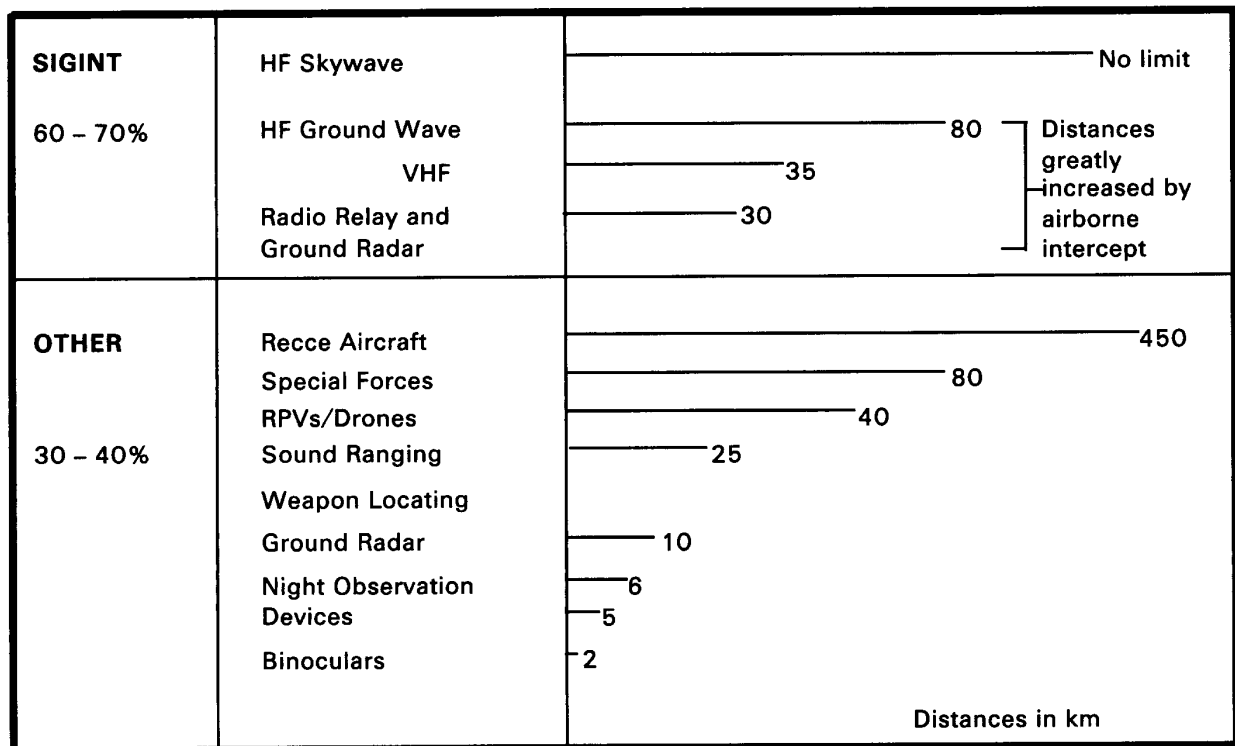 SIGINT HF Skywave No limit
60 – 70% HF Ground Wave 80 Distances
greatly
VHF 35
increased by
Radio Relay and 30
airborne
Ground Radar intercept
OTHER Recce Aircraft 450
Special Forces 80
RPVs/Drones 40
30 – 40% Sound Ranging 25
Weapon Locating
Ground Radar 10
Night Observation 6
Devices 5
Binoculars 2
Distances in km